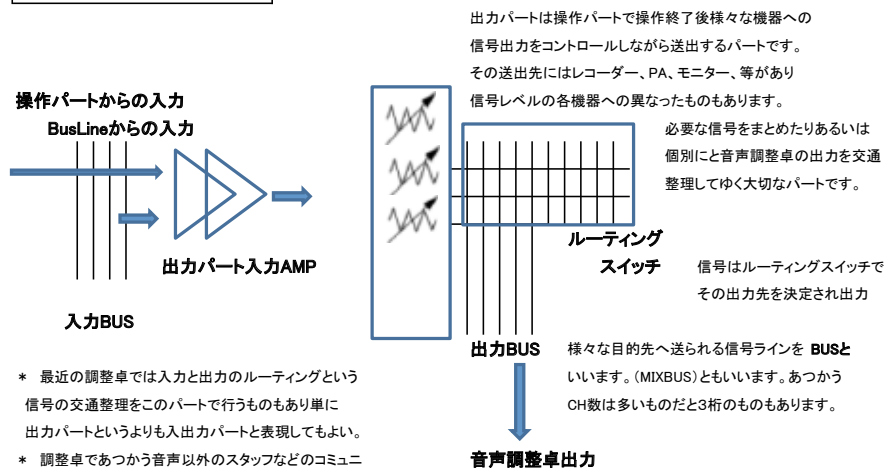 出力パートは操作パートで操作終了後様々な機器への
信号出力をコントロールしながら送出するパートです。
その送出先にはレコーダー、PA、モニター、等があり
信号レベルの各機器への異なったものもあります。
必要な信号をまとめたりあるいは
個別にと音声調整卓の出力を交通
整理してゆく大切なパートです。
操作パートからの入力
BusLineからの入力
出力パート入力AMP
入力BUS
ルーティング
スイッチ
信号はルーティングスイッチで
その出力先を決定され出力
出力BUS
様々な目的先へ送られる信号ラインを BUSと
いいます。(MIXBUS)ともいいます。あつかう
CH数は多いものだと3桁のものもあります。
* 最近の調整卓では入力と出力のルーティングという
信号の交通整理をこのパートで行うものもあり単に
出力パートというよりも入出力パートと表現してもよい。
* 調整卓であつかう音声以外のスタッフなどのコミュニ
音声調整卓出力